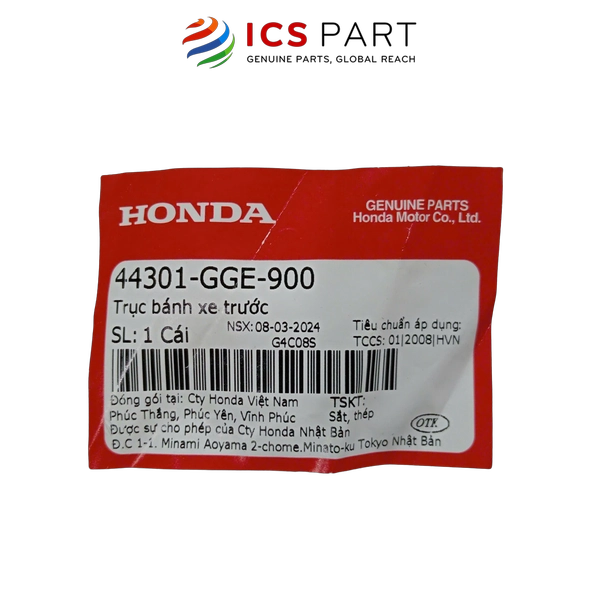 ICS PART
GENUINE PARTS, GLOBAL REACH
HONDA
GENUINE PARTS
Honda Motor Co., Ltd.
44301-GGE-900
Trục bánh xe trước
SL: 1 Cái
NSX: 08-03-2024
G4C08S
Tiêu chuẩn áp dụng:
TCCS: 01|2008|HVN
Đóng gói tại: Cty Honda Việt Nam
Phúc Thắng, Phúc Yên, Vĩnh Phúc
TSKT:
Sắt, thép
Được sự cho phép của Cty Honda Nhật Bản
Đ.C 1-1. Minami Aoyama 2-chome.Minato-ku Tokyo Nhật Bản
OTK